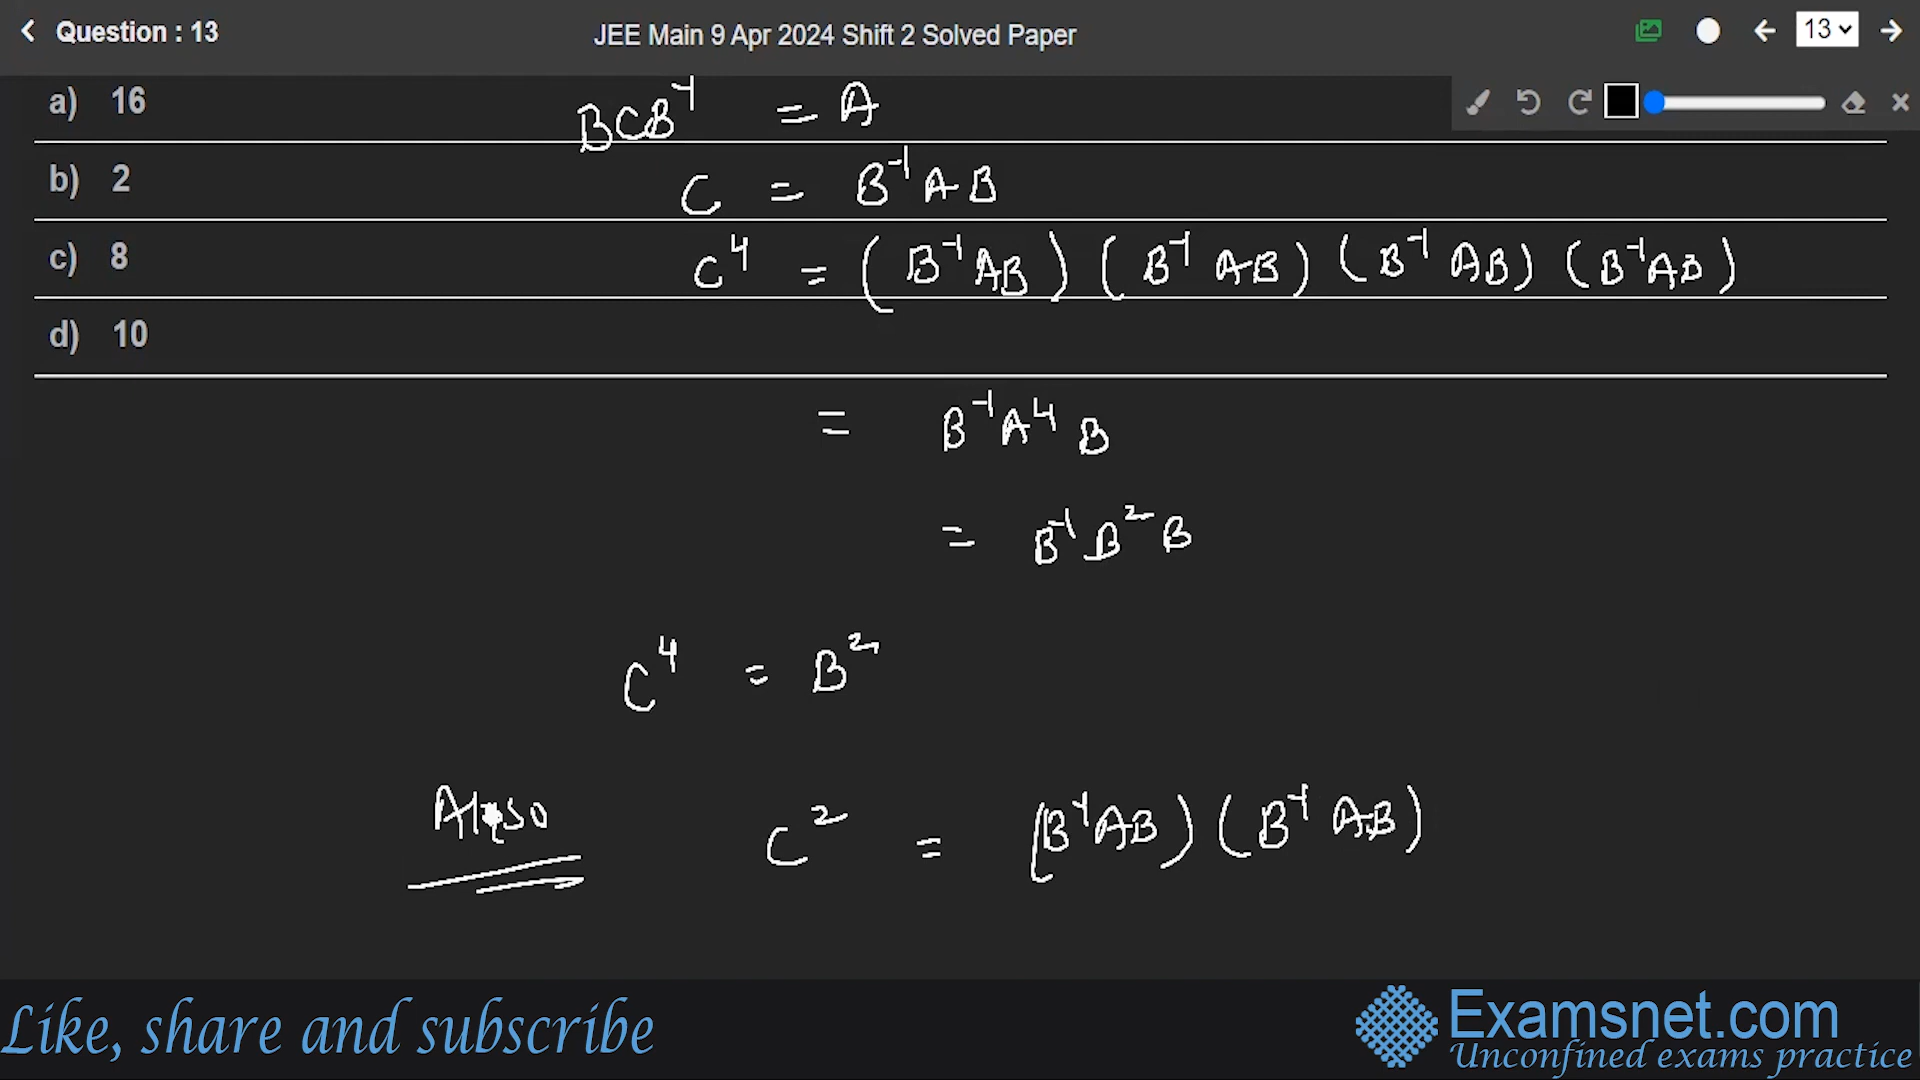 Question : 13
JEE Main 9 Apr 2024 Shift 2 Solved Paper
13
a) 16
BCB⁻¹ = A
b) 2
C = B⁻¹AB
c) 8
C⁴ = (B⁻¹AB) (B⁻¹AB) (B⁻¹AB) (B⁻¹AB)
d) 10
= B⁻¹A⁴B
= B⁻¹B²B
C⁴ = B²
Also C² = (B⁻¹AB) (B⁻¹AB)
Like, share and subscribe
Examsnet.com
Unconfined exams practice